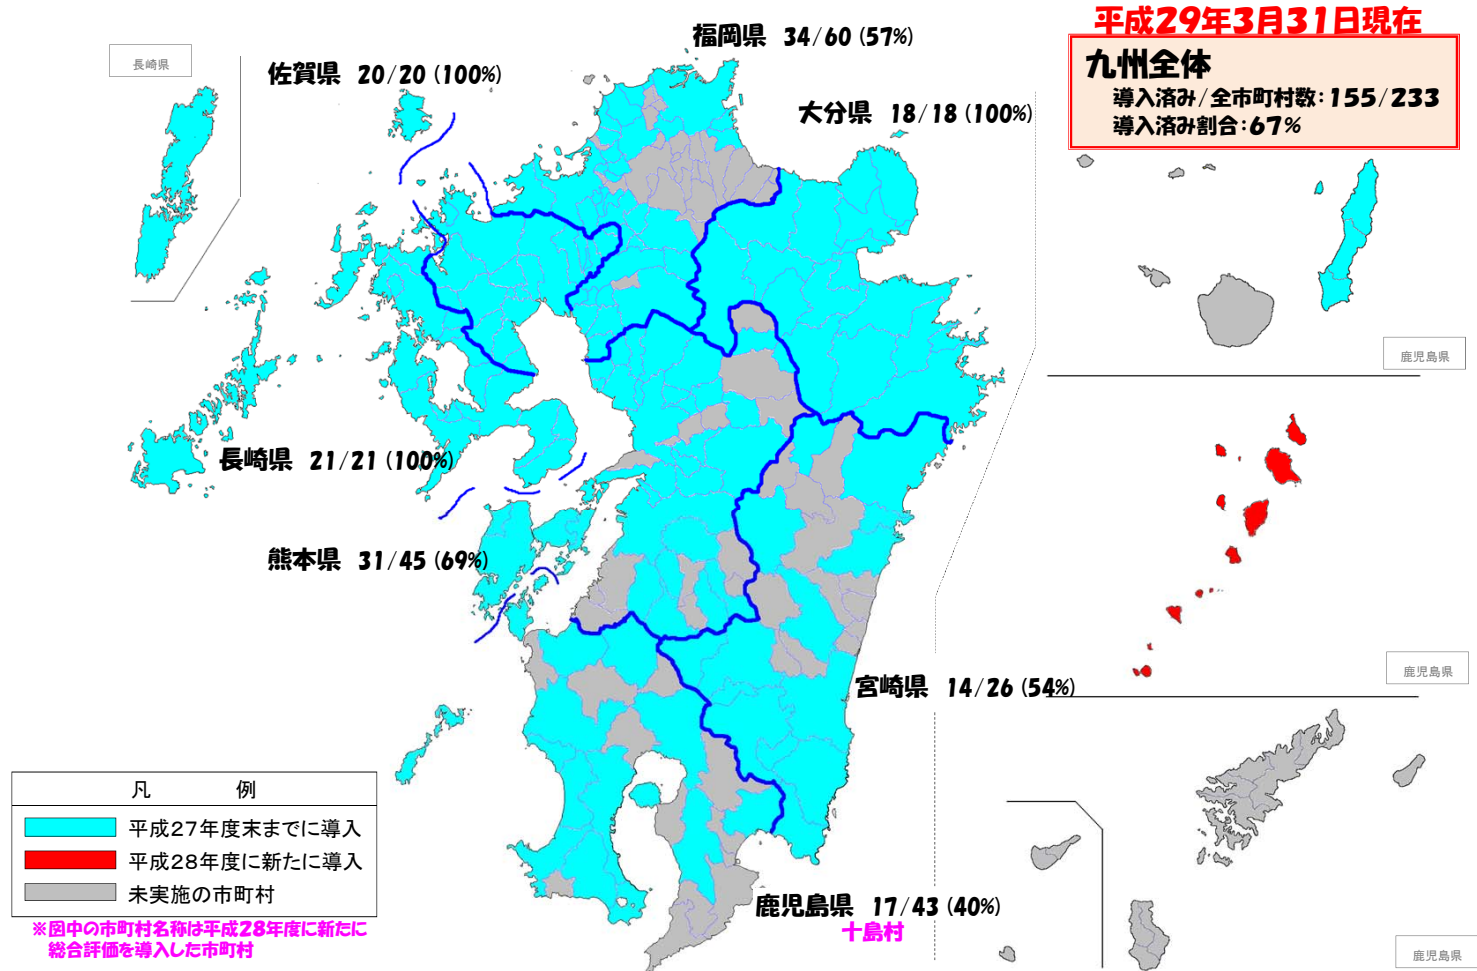 平成29年3月31日現在
九州全体
導入済み/全市町村数:155/233
導入済み割合:67%
福岡県 34/60 (57%)
長崎県
佐賀県 20/20 (100%)
大分県 18/18 (100%)
鹿児島県
長崎県 21/21 (100%)
熊本県 31/45 (69%)
鹿児島県
宮崎県 14/26 (54%)
凡例
平成27年度末までに導入
平成28年度に新たに導入
未実施の市町村
※図中の市町村名称は平成28年度に新たに
総合評価を導入した市町村
鹿児島県 17/43 (40%)
十島村
鹿児島県